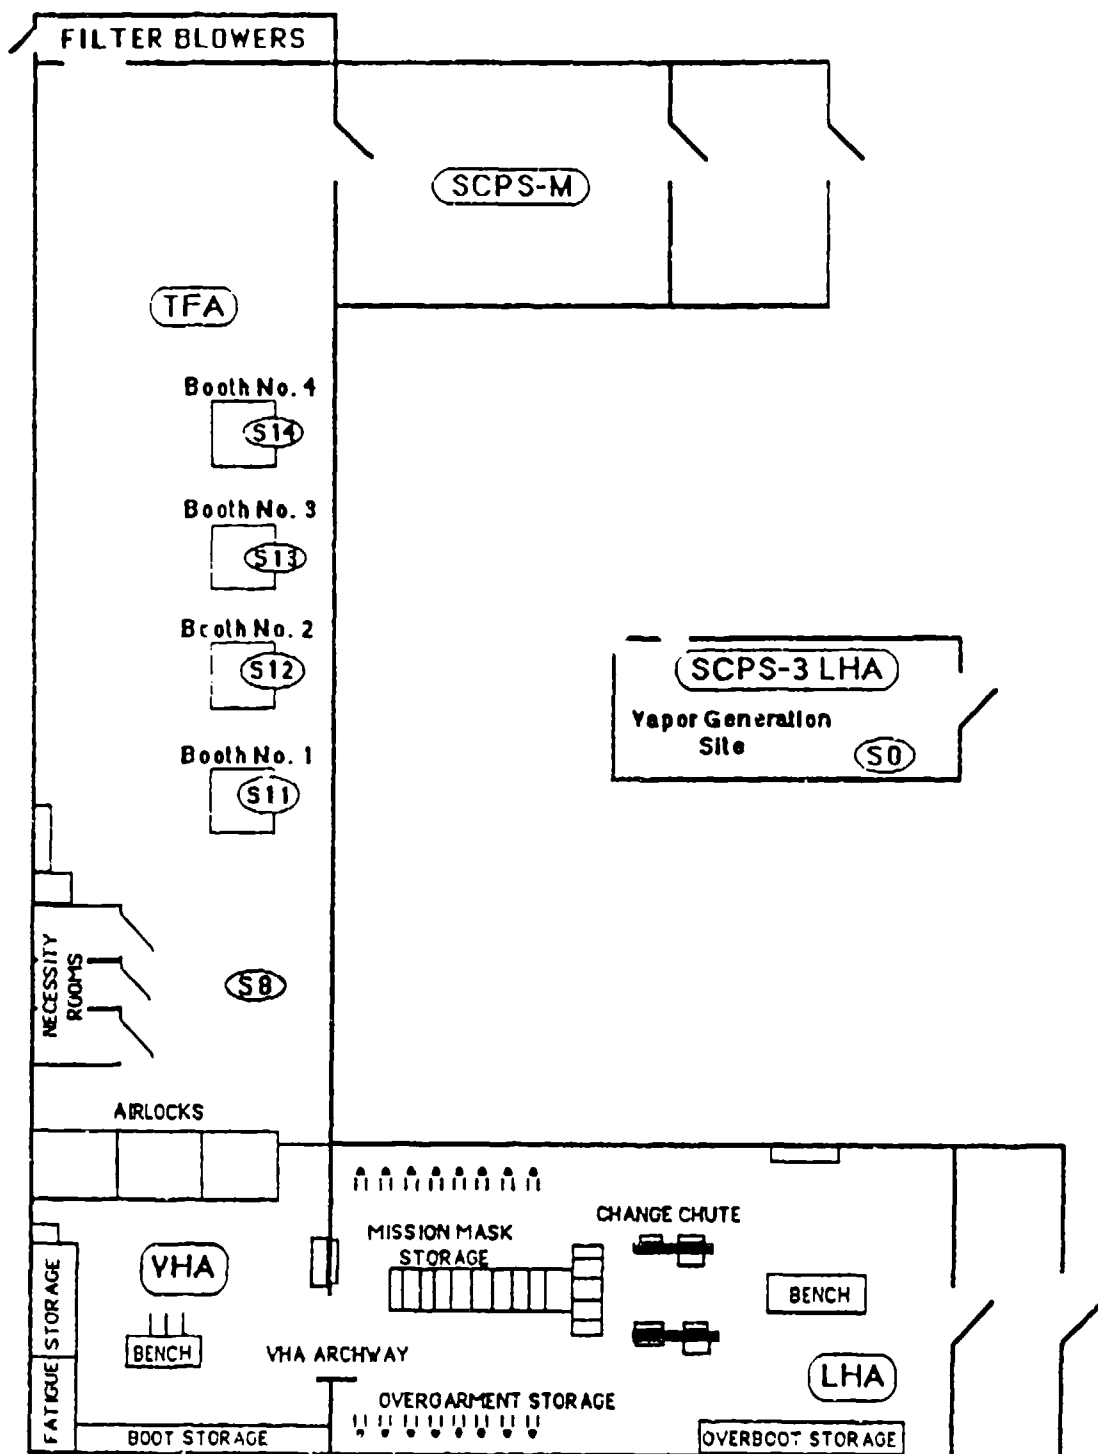 FILTER BLOWERS
SCPS-M
TFA
Booth No. 4
S14
Booth No. 3
S13
Booth No. 2
S12
SCPS-3 LHA
Vapor Generation
Site
S0
Booth No. 1
S11
NECESSITY
ROOMS
S8
AIRLOCKS
CHANGE CHUTE
MISSION MASK
STORAGE
VHA
BENCH
FATIGUE STORAGE
BENCH
VHA ARCHWAY
LHA
OVERGARMENT STORAGE
BOOT STORAGE
OVERBOOT STORAGE